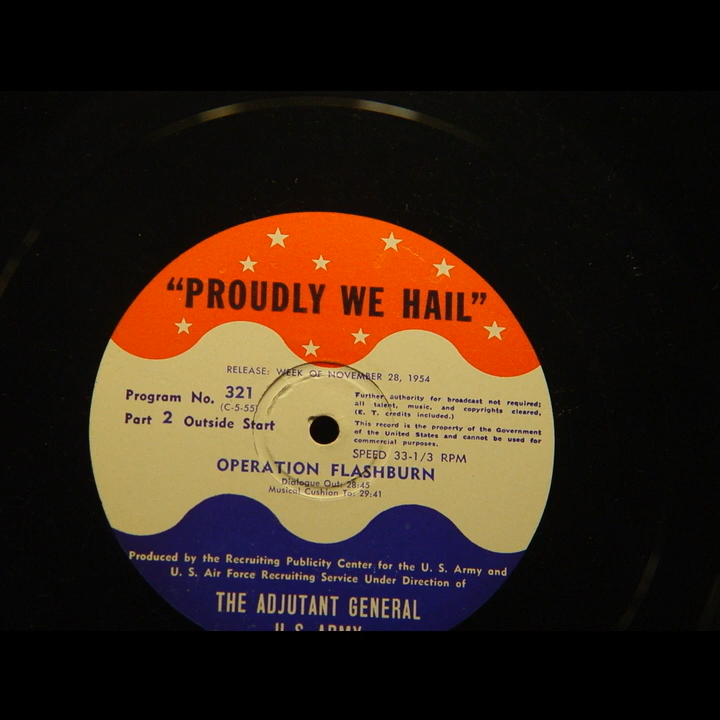 “PROUDLY WE HAIL”
RELEASE: WEEK OF NOVEMBER 28, 1954
Program No. 321
(C-5-55)
Part 2 Outside Start
Further authority for broadcast not required;
all talent, music, and copyrights cleared.
(E. T. credits included.)
This record is the property of the Government
of the United States and cannot be used for
commercial purposes.
SPEED 33-1/3 RPM
OPERATION FLASHBURN
Dialogue Out: 28:45
Musical Cushion To: 29:41
Produced by the Recruiting Publicity Center for the U. S. Army and
U. S. Air Force Recruiting Service Under Direction of
THE ADJUTANT GENERAL
U. S. ARMY